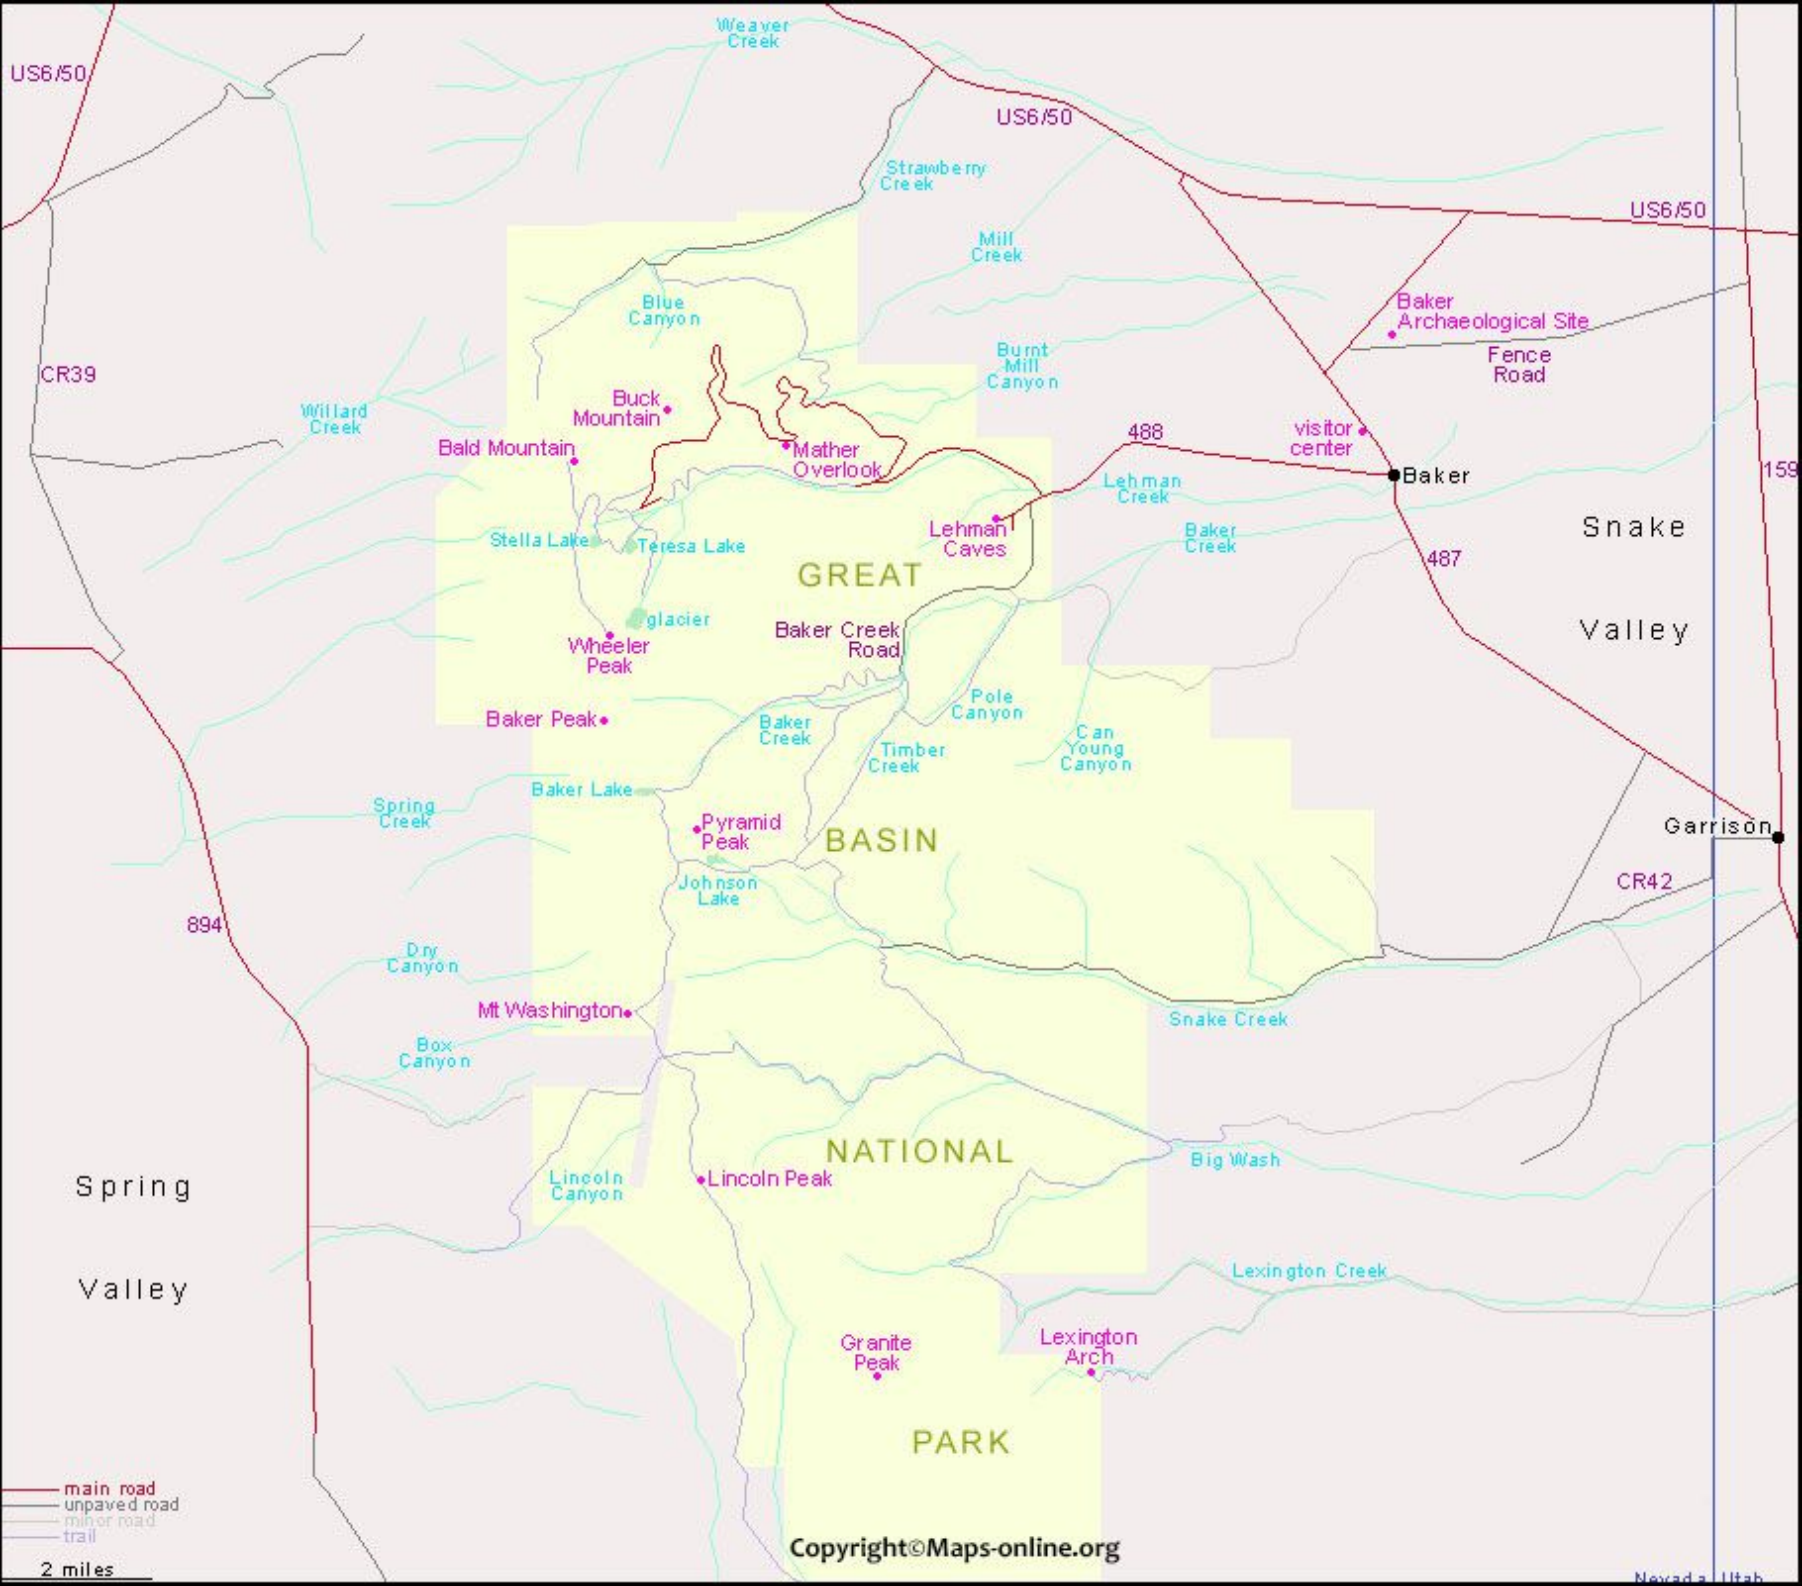 Weaver
Creek
US6/50
US6/50
Strawberry
Creek
US6/50
Mill
Creek
Blue
Canyon
Baker
Archaeological Site
Fence
Road
Burnt
Mill
Canyon
CR39
Buck
Mountain
Willard
Creek
Bald Mountain
Mather
Overlook
488
visitor
center
Baker
159
Lehman
Creek
Stella Lake
Teresa Lake
Lehman
Caves
Baker
Creek
Snake
Valley
487
GREAT
glacier
Wheeler
Peak
Baker Creek
Road
Baker Peak
Baker
Creek
Pole
Canyon
Timber
Creek
Can
Young
Canyon
Baker Lake
Spring
Creek
Pyramid
Peak
BASIN
Garrison
Johnson
Lake
CR42
894
Dry
Canyon
Mt Washington
Snake Creek
Box
Canyon
NATIONAL
Big Wash
Lincoln
Canyon
Lincoln Peak
Spring
Valley
Lexington Creek
Granite
Peak
Lexington
Arch
PARK
main road
unpaved road
minor road
trail
2 miles
Copyright©Maps-online.org
Nevada Utah